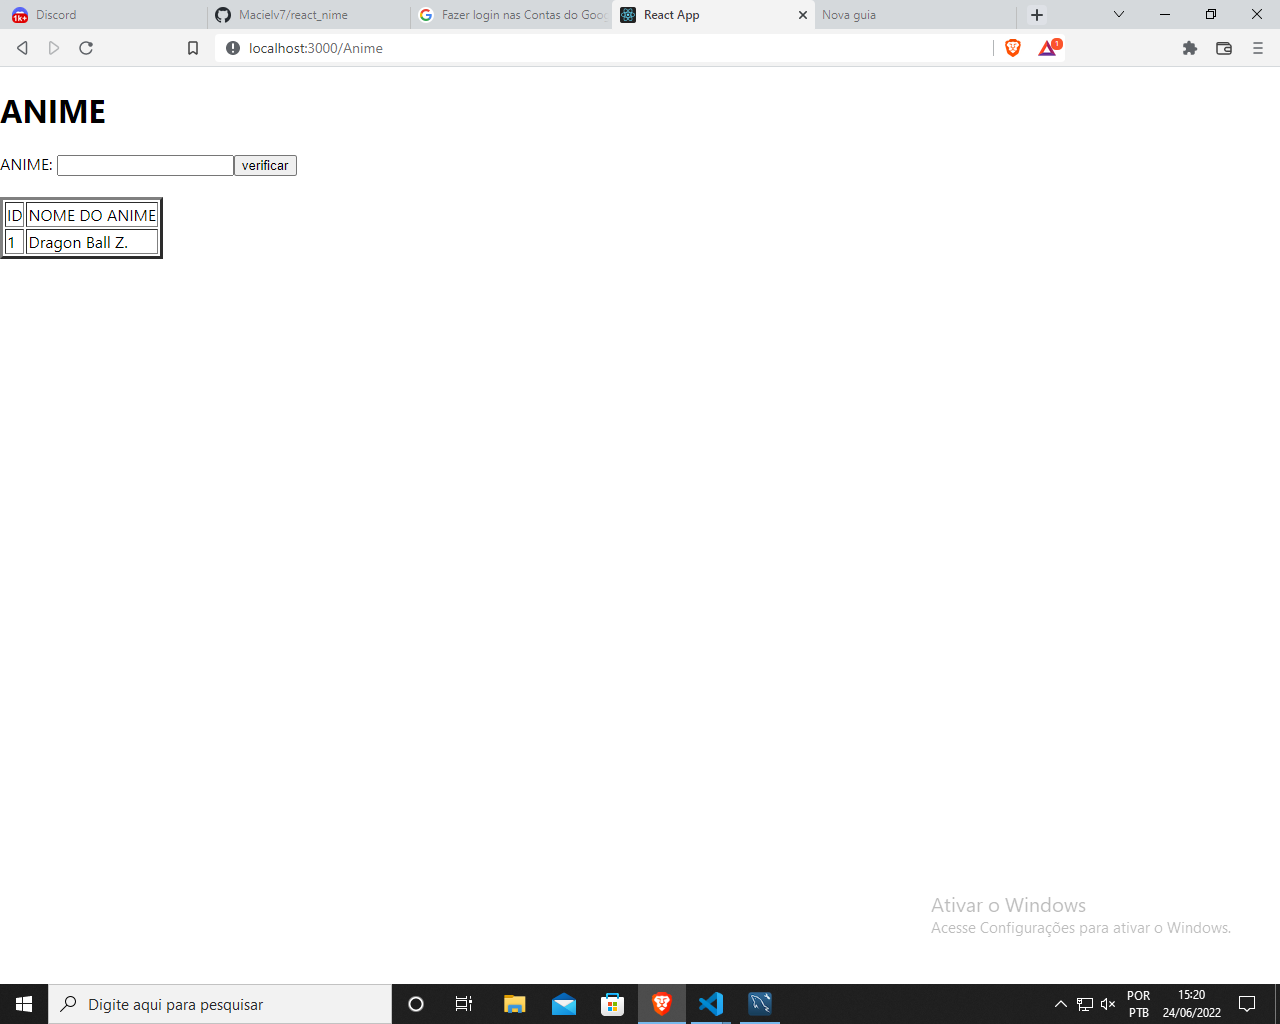 Discord
Macielv7/react_nime
Fazer login nas Contas do Goo
React App
Nova guia
localhost:3000/Anime
1
ANIME
ANIME:
verificar
ID
NOME DO ANIME
1
Dragon Ball Z.
Ativar o Windows
Acesse Configurações para ativar o Windows.
Digite aqui para pesquisar
POR
PTB
15:20
24/06/2022
1k+